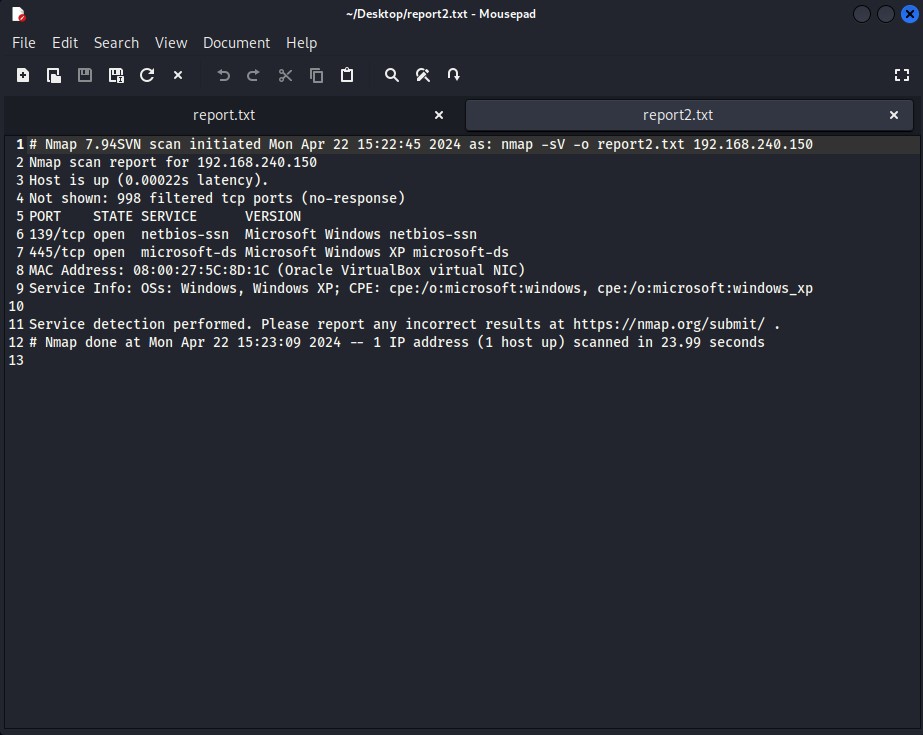 ~/Desktop/report2.txt - Mousepad
File Edit Search View Document Help
report.txt report2.txt
1 # Nmap 7.94SVN scan initiated Mon Apr 22 15:22:45 2024 as: nmap -sV -o report2.txt 192.168.240.150
2 Nmap scan report for 192.168.240.150
3 Host is up (0.00022s latency).
4 Not shown: 998 filtered tcp ports (no-response)
5 PORT    STATE SERVICE      VERSION
6 139/tcp open  netbios-ssn  Microsoft Windows netbios-ssn
7 445/tcp open  microsoft-ds Microsoft Windows XP microsoft-ds
8 MAC Address: 08:00:27:5C:8D:1C (Oracle VirtualBox virtual NIC)
9 Service Info: OSs: Windows, Windows XP; CPE: cpe:/o:microsoft:windows, cpe:/o:microsoft:windows_xp
10
11 Service detection performed. Please report any incorrect results at https://nmap.org/submit/ .
12 # Nmap done at Mon Apr 22 15:23:09 2024 -- 1 IP address (1 host up) scanned in 23.99 seconds
13